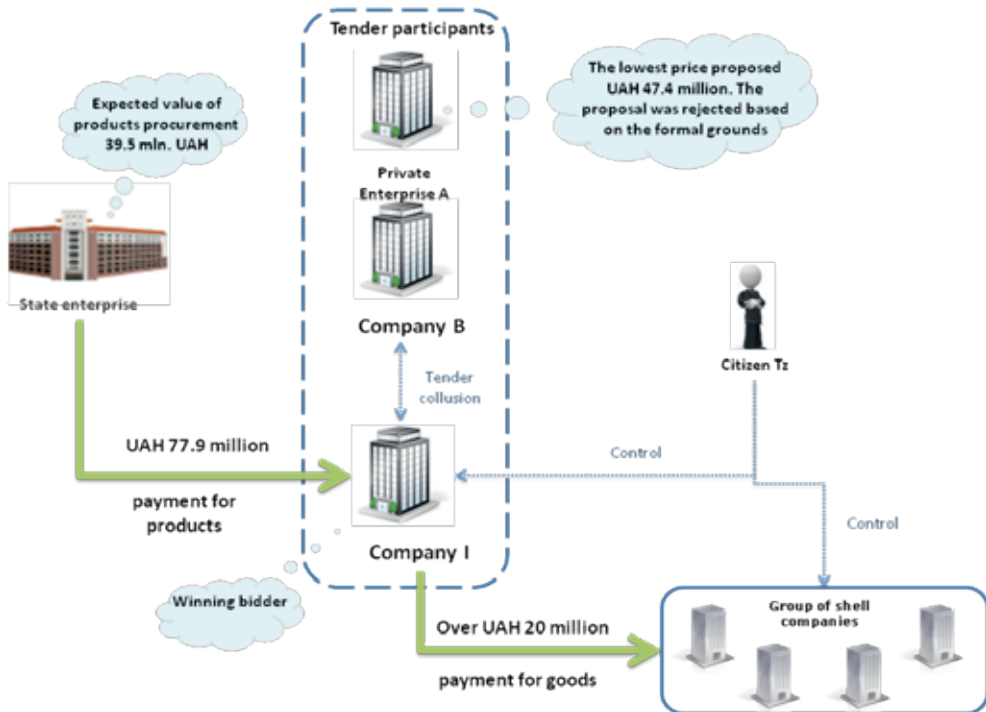 Tender participants
Expected value of
products procurement
39.5 mln. UAH
The lowest price proposed
UAH 47.4 million. The
proposal was rejected based
on the formal grounds
Private
Enterprise A
State enterprise
Company B
Citizen Tz
Tender
collusion
UAH 77.9 million
payment for
products
Control
Control
Company I
Winning bidder
Over UAH 20 million
payment for goods
Group of shell
companies